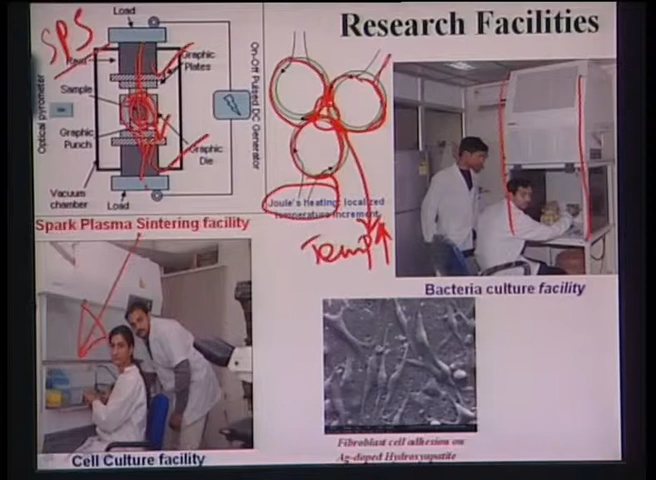 Research Facilities
SPS
Load
Graphic
Plates
Sample
Graphic
Punch
Graphic
Die
Vacuum
chamber
Load
Optical pyrometer
On-Off Pulsed DC Generator
Joule's heating: localized
temperature increment
Temp↑
Spark Plasma Sintering facility
Bacteria culture facility
Cell Culture facility
Fibroblast cell adhesion on
Ag-doped Hydroxyapatite